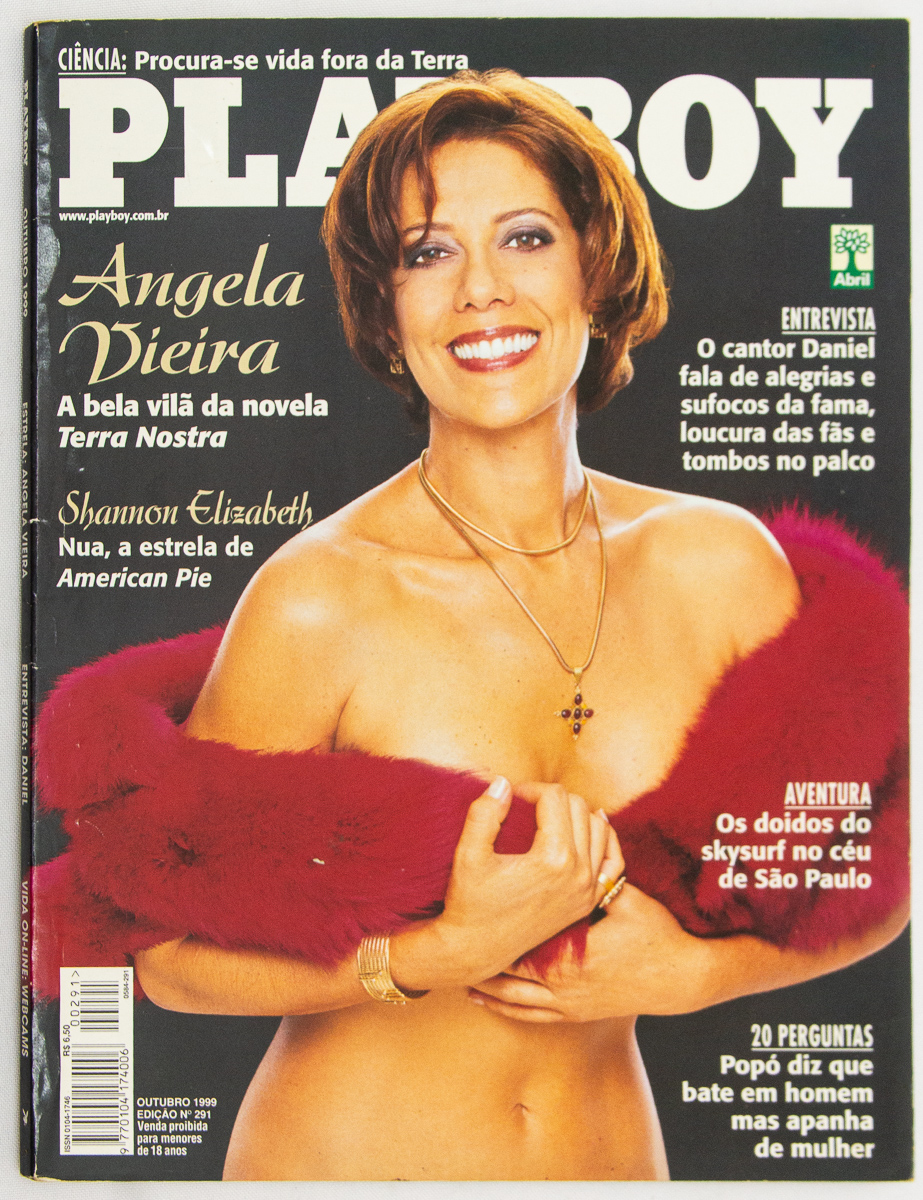 CIÊNCIA: Procura-se vida fora da Terra
PLAYBOY
www.playboy.com.br
Angela
Vieira
A bela vilã da novela
Terra Nostra
Shannon Elizabeth
Nua, a estrela de
American Pie
Abril
ENTREVISTA
O cantor Daniel
fala de alegrias e
sufocos da fama,
loucura das fãs e
tombos no palco
AVENTURA
Os doidos do
skysurf no céu
de São Paulo
20 PERGUNTAS
Popó diz que
bate em homem
mas apanha
de mulher
OUTUBRO 1999
EDIÇÃO Nº 291
Venda proibida
para menores
de 18 anos
R$ 6,50
ISSN 0104-1746
9 770104 174006
00291>
0584-291
PLAYBOY OUTUBRO 1999 ESTRELA: ANGELA VIEIRA ENTREVISTA: DANIEL VIDA ON-LINE: WEBCAMS